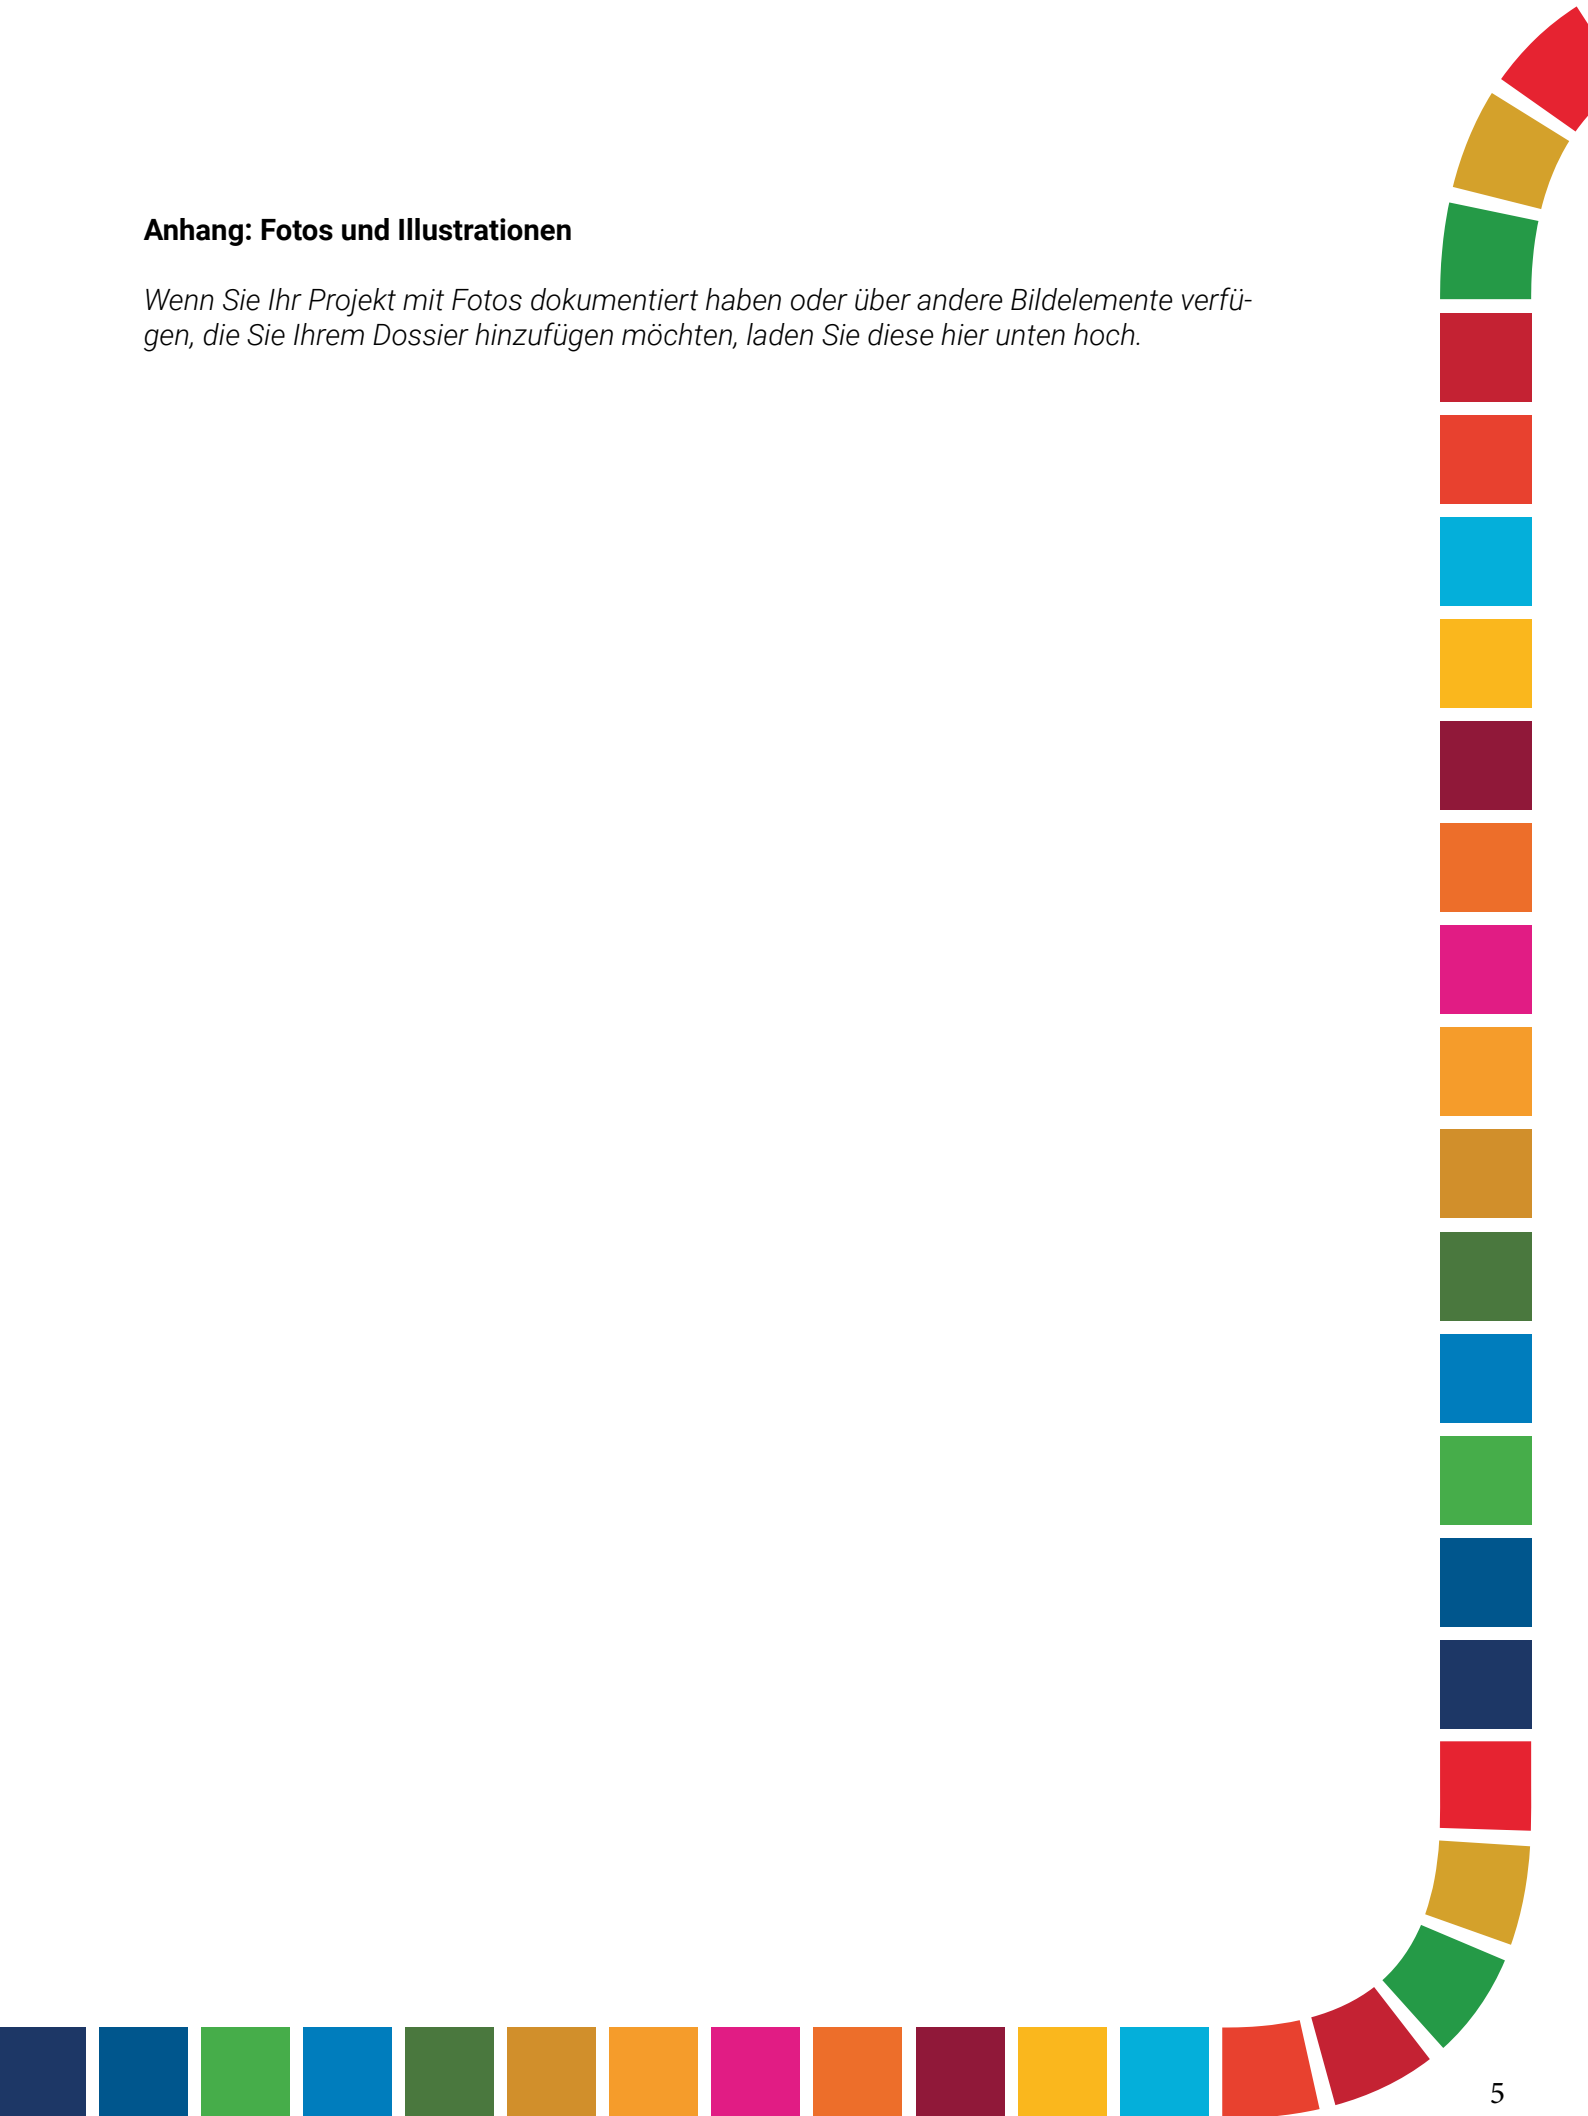 Anhang: Fotos und Illustrationen
Wenn Sie Ihr Projekt mit Fotos dokumentiert haben oder über andere Bildelemente verfü-
gen, die Sie Ihrem Dossier hinzufügen möchten, laden Sie diese hier unten hoch.
5